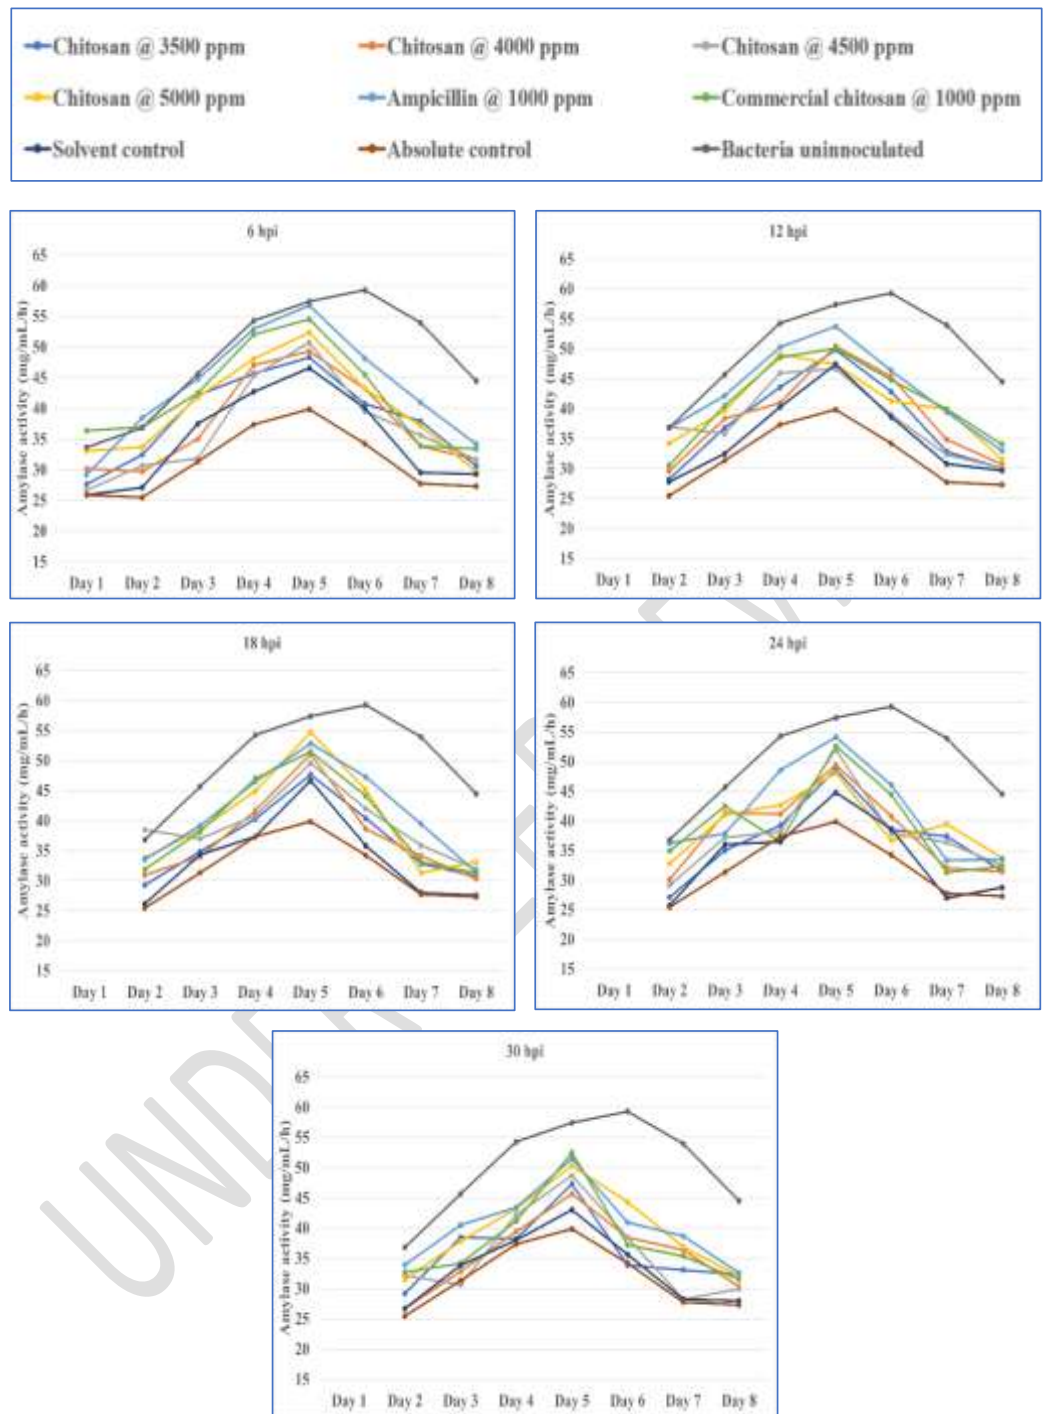 Chitosan @ 3500 ppm
Chitosan @ 4000 ppm
Chitosan @ 4500 ppm
Chitosan @ 5000 ppm
Ampicillin @ 1000 ppm
Commercial chitosan @ 1000 ppm
Solvent control
Absolute control
Bacteria uninnoculated
6 hpi
Amylase activity (mg/mL/h)
65
60
55
50
45
40
35
30
25
20
15
Day 1 Day 2 Day 3 Day 4 Day 5 Day 6 Day 7 Day 8
12 hpi
Amylase activity (mg/mL/h)
65
60
55
50
45
40
35
30
25
20
15
Day 1 Day 2 Day 3 Day 4 Day 5 Day 6 Day 7 Day 8
18 hpi
Amylase activity (mg/mL/h)
65
60
55
50
45
40
35
30
25
20
15
Day 1 Day 2 Day 3 Day 4 Day 5 Day 6 Day 7 Day 8
24 hpi
Amylase activity (mg/mL/h)
65
60
55
50
45
40
35
30
25
20
15
Day 1 Day 2 Day 3 Day 4 Day 5 Day 6 Day 7 Day 8
30 hpi
Amylase activity (mg/mL/h)
65
60
55
50
45
40
35
30
25
20
15
Day 1 Day 2 Day 3 Day 4 Day 5 Day 6 Day 7 Day 8